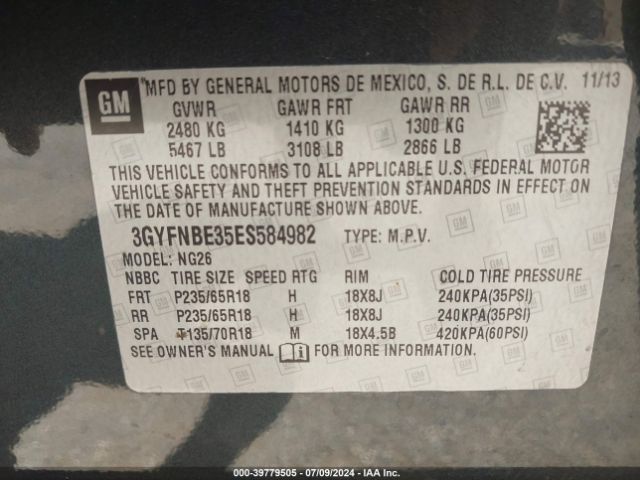 GM
MFD BY GENERAL MOTORS DE MEXICO, S. DE R.L. DE C.V. 11/13
GVWR GAWR FRT GAWR RR
2480 KG 1410 KG 1300 KG
5467 LB 3108 LB 2866 LB
THIS VEHICLE CONFORMS TO ALL APPLICABLE U.S. FEDERAL MOTOR
VEHICLE SAFETY AND THEFT PREVENTION STANDARDS IN EFFECT ON
THE DATE OF MANUFACTURE SHOWN ABOVE.
3GYFNBE35ES584982 TYPE: M.P.V.
MODEL: NG26
NBBC TIRE SIZE SPEED RTG RIM COLD TIRE PRESSURE
FRT P235/65R18 H 18X8J 240KPA(35PSI)
RR P235/65R18 H 18X8J 240KPA(35PSI)
SPA T135/70R18 M 18X4.5B 420KPA(60PSI)
SEE OWNER'S MANUAL FOR MORE INFORMATION.
000-39779505 - 07/09/2024 - IAA Inc.